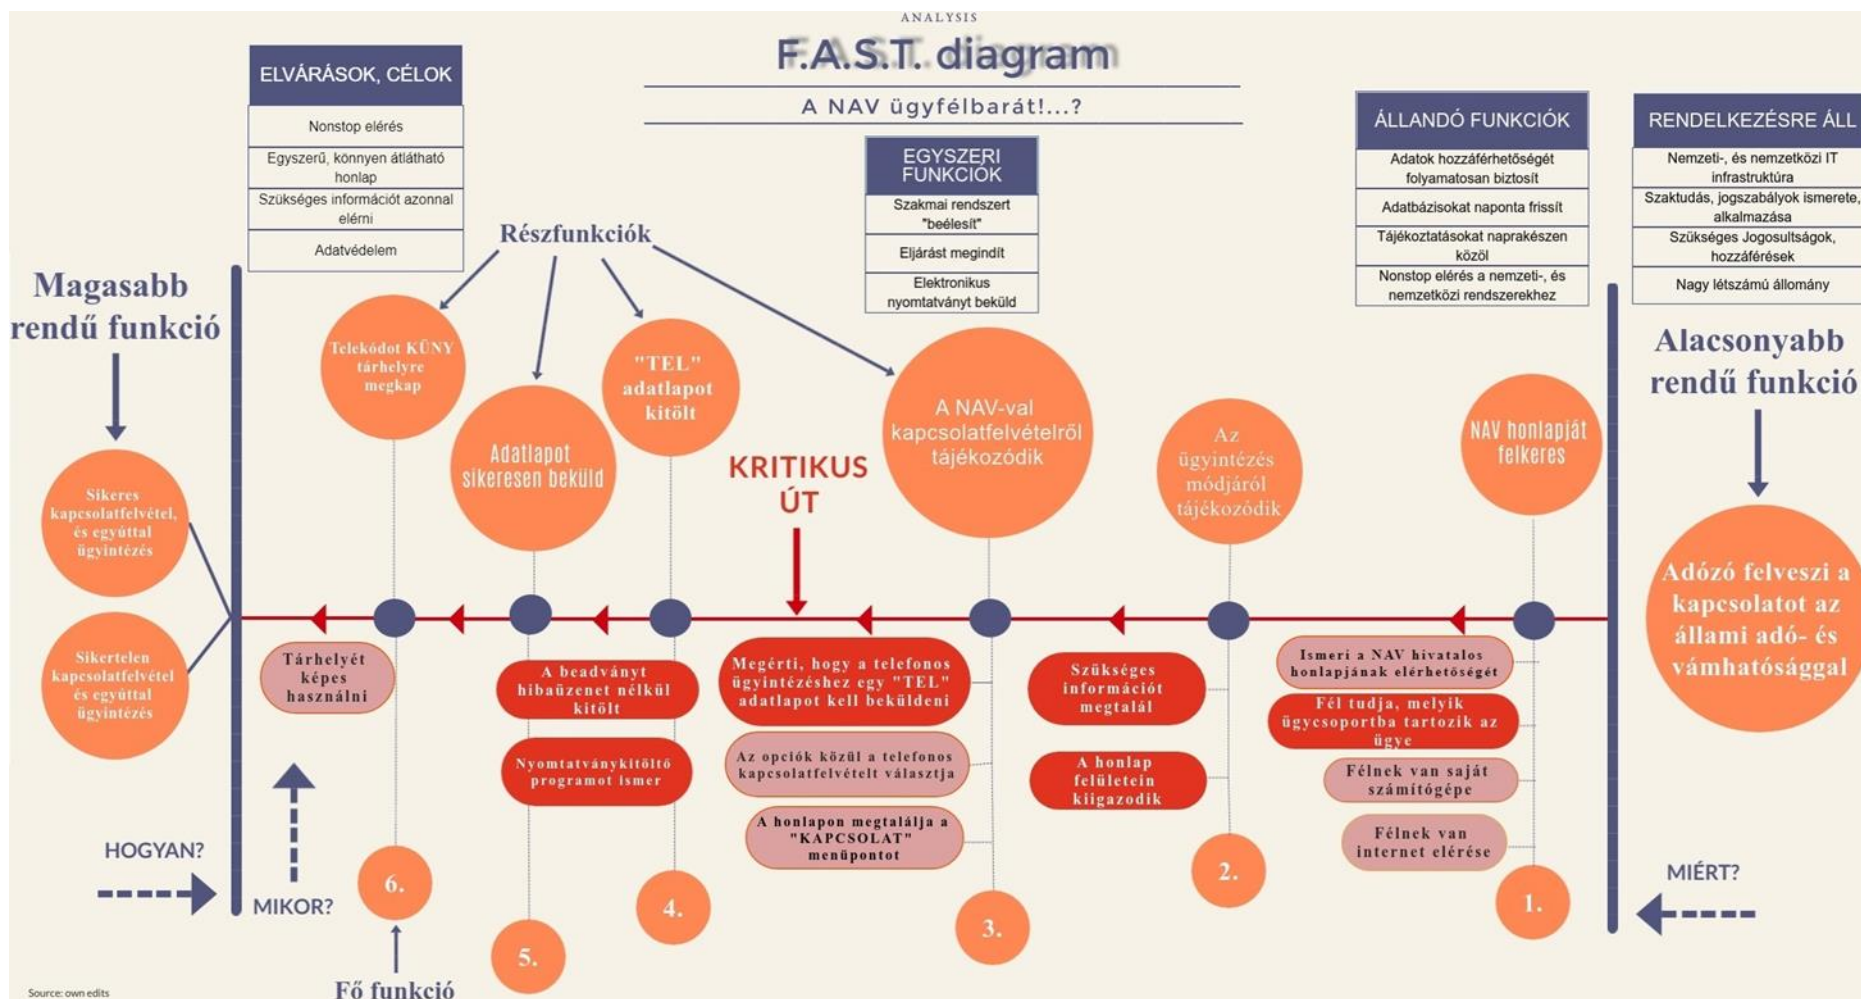 ANALYSIS
F.A.S.T. diagram
A NAV ügyfélbarát!...?
ELVÁRÁSOK, CÉLOK
Nonstop elérés
Egyszerű, könnyen átlátható
honlap
Szükséges információt azonnal
elérni
Adatvédelem
EGYSZERI
FUNKCIÓK
Szakmai rendszert
"beélesít"
Eljárást megindít
Elektronikus
nyomtatványt beküld
ÁLLANDÓ FUNKCIÓK
Adatok hozzáférhetőségét
folyamatosan biztosít
Adatbázisokat naponta frissít
Tájékoztatásokat naprakészen
közöl
Nonstop elérés a nemzeti-, és
nemzetközi rendszerekhez
RENDELKEZÉSRE ÁLL
Nemzeti-, és nemzetközi IT
infrastruktúra
Szaktudás, jogszabályok ismerete,
alkalmazása
Szükséges Jogosultságok,
hozzáférések
Nagy létszámú állomány
Magasabb
rendű funkció
Részfunkciók
Alacsonyabb
rendű funkció
Telekódot KÜNY
tárhelyre
megkap
Adatlapot
sikeresen beküld
"TEL"
adatlapot
kitölt
A NAV-val
kapcsolatfelvételről
tájékozódik
Az
ügyintézés
módjáról
tájékozódik
NAV honlapját
felkeres
KRITIKUS
ÚT
Sikeres
kapcsolatfelvétel,
és egyúttal
ügyintézés
Sikertelen
kapcsolatfelvétel
és egyúttal
ügyintézés
Adózó felveszi a
kapcsolatot az
állami adó- és
vámhatósággal
Tárhelyét
képes
használni
A beadványt
hibaüzenet nélkül
kitölt
Nyomtatványkitöltő
programot ismer
Megérti, hogy a telefonos
ügyintézéshez egy "TEL"
adatlapot kell beküldeni
Az opciók közül a telefonos
kapcsolatfelvételt választja
A honlapon megtalálja a
"KAPCSOLAT"
menüpontot
Szükséges
információt
megtalál
A honlap
felületein
kiigazodik
Ismeri a NAV hivatalos
honlapjának elérhetőségét
Fél tudja, melyik
ügycsoportba tartozik az
ügye
Félnek van saját
számítógépe
Félnek van
internet elérése
HOGYAN?
MIKOR?
MIÉRT?
6.
5.
4.
3.
2.
1.
Fő funkció
Source: own edits